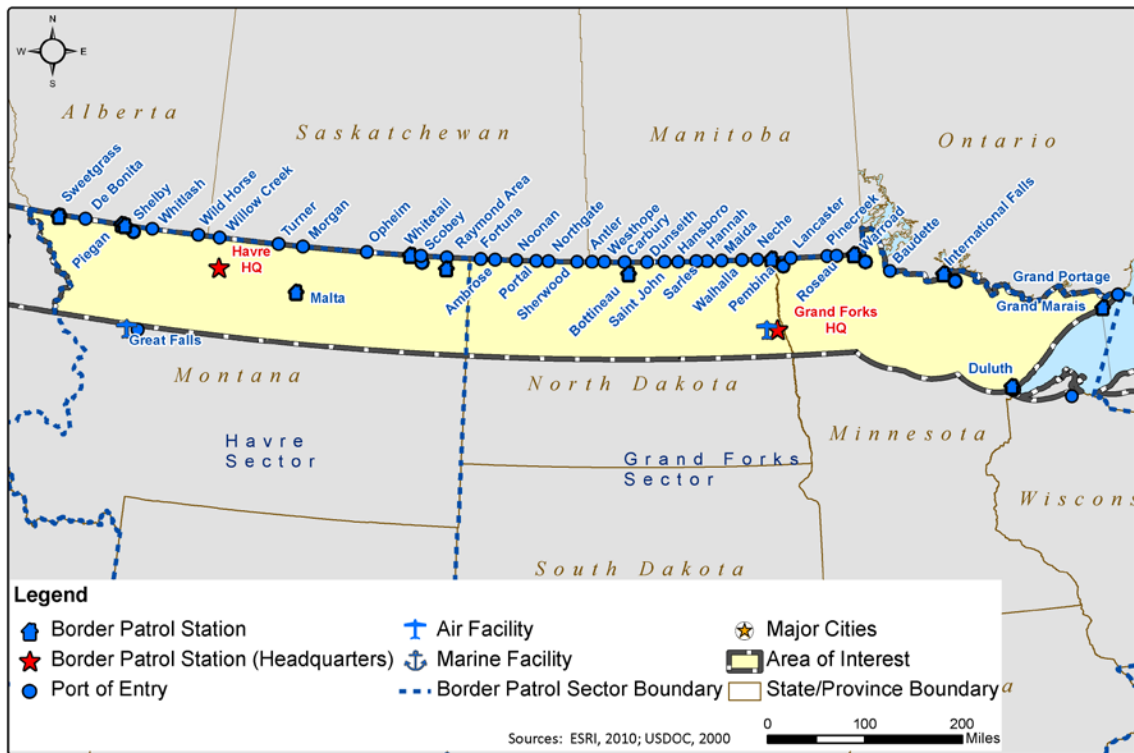 N
W E
S
Alberta
Saskatchewan
Manitoba
Ontario
Sweetgrass
De Bonita
Piegan
Shelby
Whitlash
Wild Horse
Willow Creek
Turner
Morgan
Opheim
Whitetail
Scobey
Raymond Area
Fortuna
Ambrose
Noonan
Portal
Northgate
Sherwood
Antler
Westhope
Carbury
Bottineau
Dunseith
Saint John
Hansboro
Sarles
Hannah
Walhalla
Maida
Neche
Pembina
Lancaster
Pinecreek
Roseau
Warroad
Baudette
International Falls
Grand Portage
Grand Marais
Havre
HQ
Malta
Great Falls
Grand Forks
HQ
Duluth
Montana
North Dakota
Minnesota
Havre
Sector
Grand Forks
Sector
Wiscons
South Dakota
Legend
Border Patrol Station
Border Patrol Station (Headquarters)
Port of Entry
Air Facility
Marine Facility
Border Patrol Sector Boundary
Major Cities
Area of Interest
State/Province Boundary
a
Sources: ESRI, 2010; USDOC, 2000
0 100 200
Miles